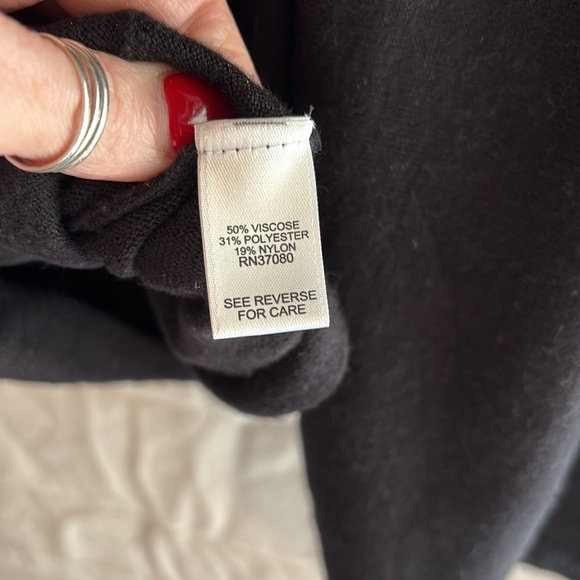 50% VISCOSE
31% POLYESTER
19% NYLON
RN37080
SEE REVERSE
FOR CARE